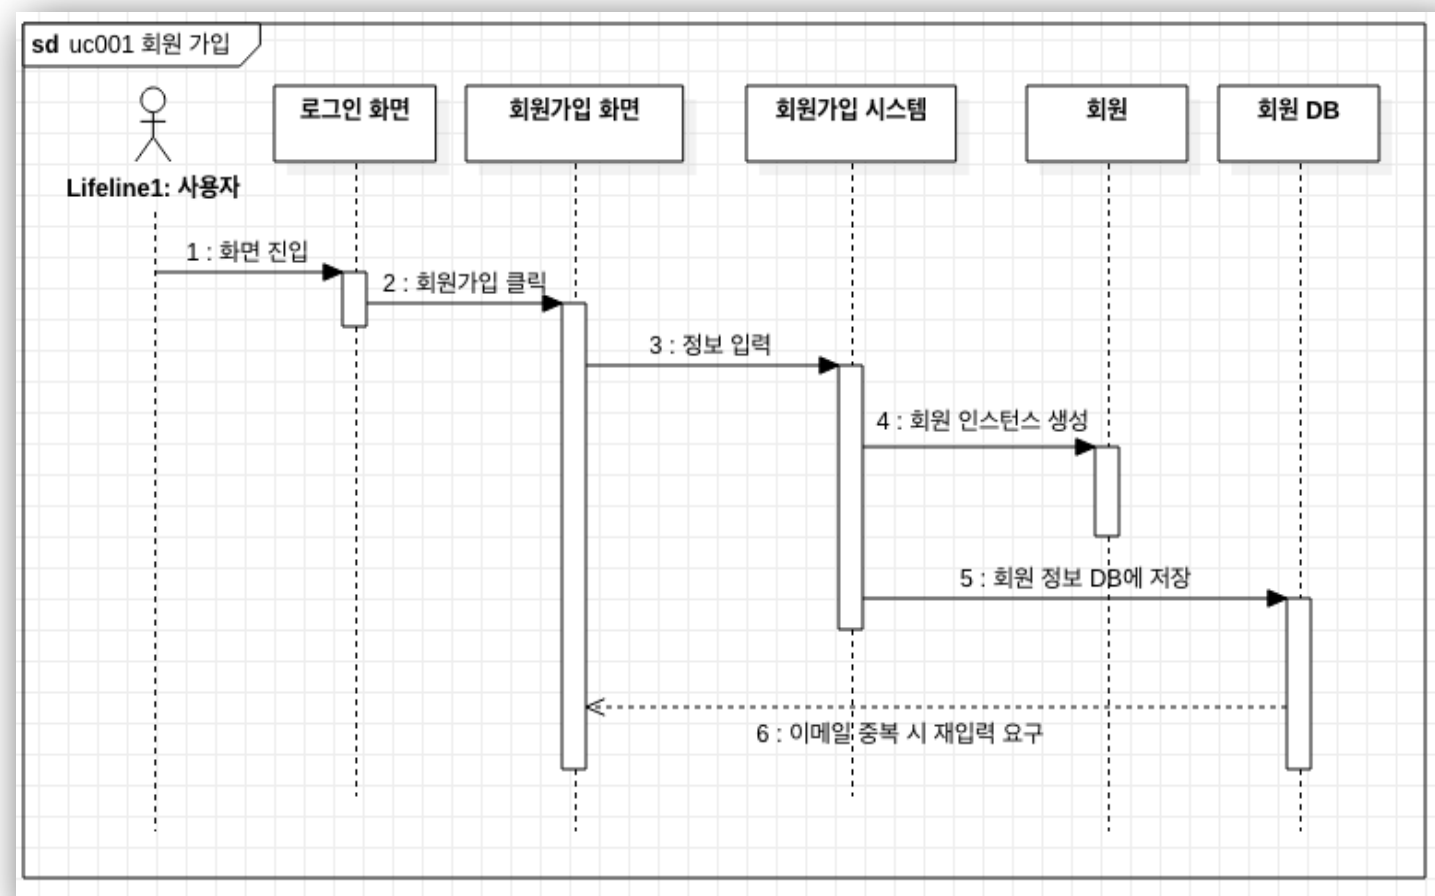 sd uc001 회원 가입
로그인 화면
회원가입 화면
회원가입 시스템
회원
회원 DB
Lifeline1: 사용자
1 : 화면 진입
2 : 회원가입 클릭
3 : 정보 입력
4 : 회원 인스턴스 생성
5 : 회원 정보 DB에 저장
6 : 이메일 중복 시 재입력 요구